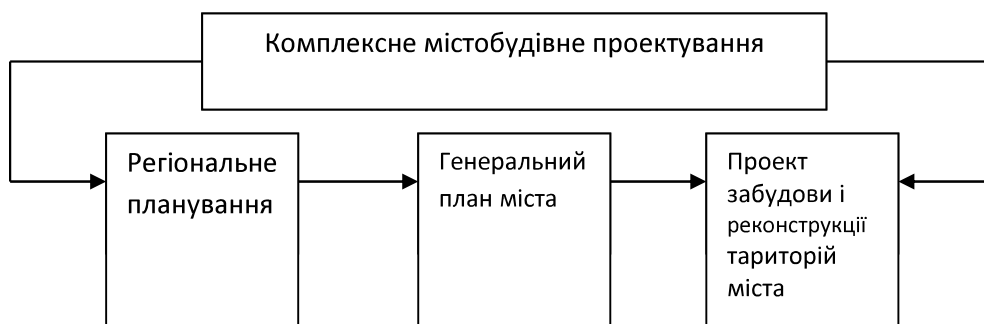 Комплексне містобудівне проектування
Регіональне
планування
Генеральний
план міста
Проект
забудови і
реконструкції
тариторій
міста